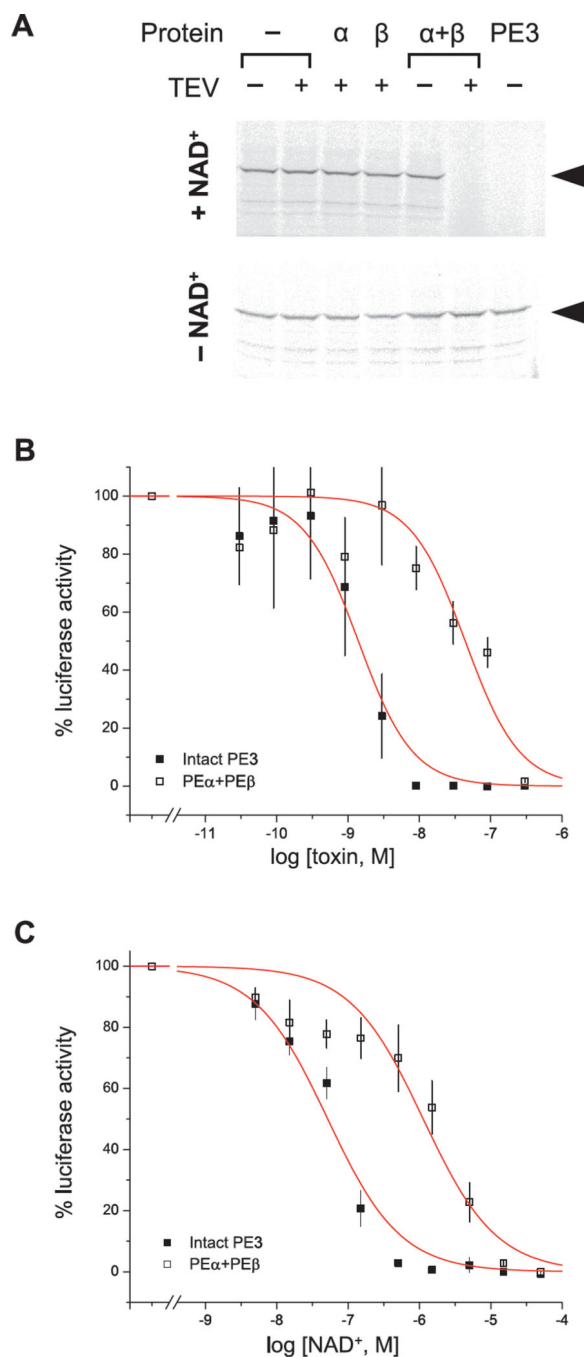 A
Protein – α β α+β PE3
TEV – + + + – + –
+ NAD⁺
– NAD⁺
B
% luciferase activity
100
80
60
40
20
0
Intact PE3
PEα+PEβ
-11 -10 -9 -8 -7 -6
log [toxin, M]
C
% luciferase activity
100
80
60
40
20
0
Intact PE3
PEα+PEβ
-9 -8 -7 -6 -5 -4
log [NAD⁺, M]